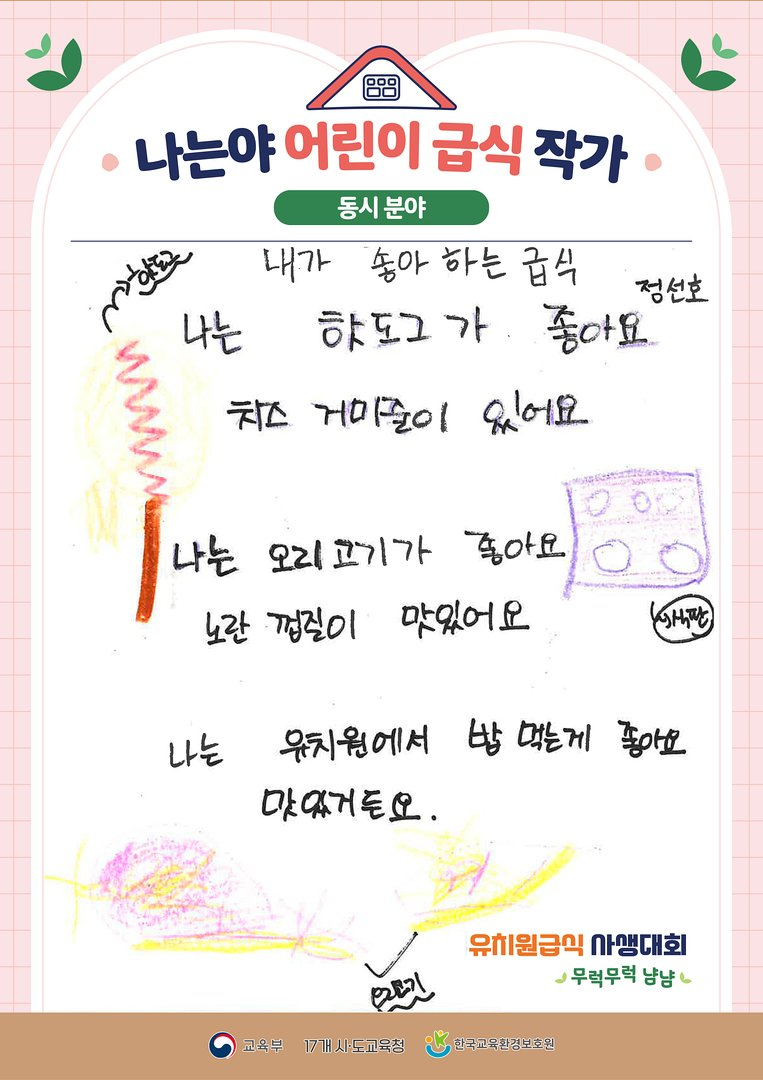 나는야 어린이 급식 작가
동시 분야
핫도그
내가 좋아 하는 급식
정선호
나는 핫도그가 좋아요
치즈 거미줄이 있어요
나는 오리고기가 좋아요
노란 껍질이 맛있어요
식판
나는 유치원에서 밥 먹는게 좋아요
맛있거든요.
유치원급식 사생대회
무럭무럭 냠냠
오리고기
교육부 17개 시·도교육청 한국교육환경보호원